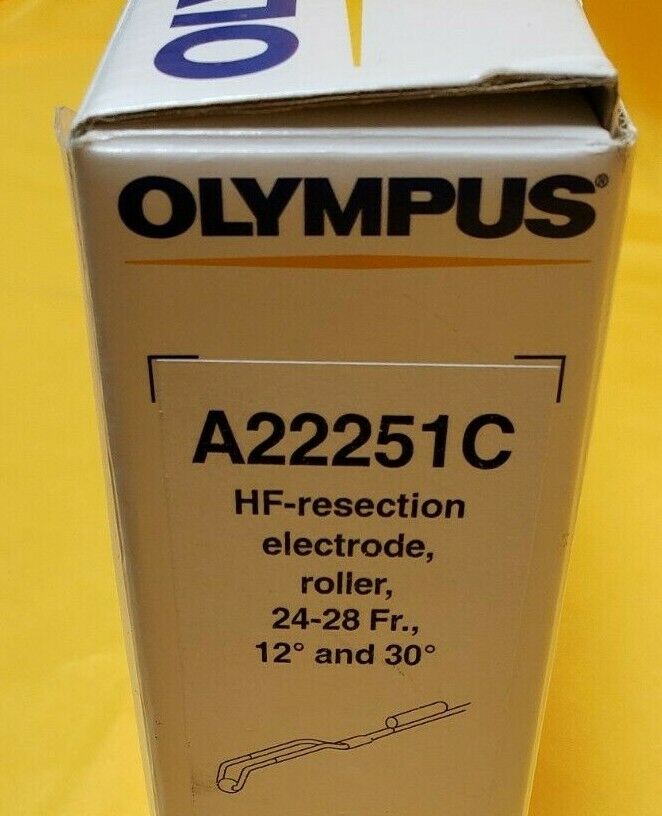 OLYMPUS®
A22251C
HF-resection
electrode,
roller,
24-28 Fr.,
12° and 30°